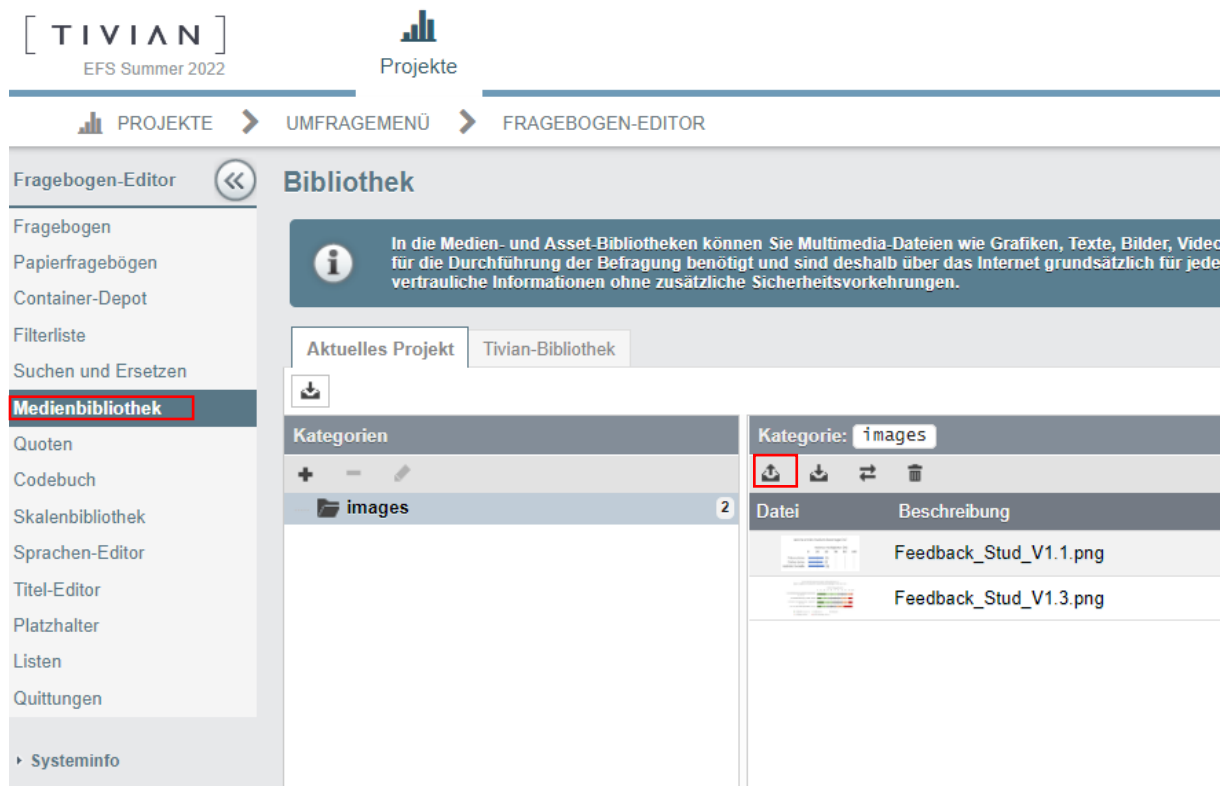 [ TIVIAN ]
EFS Summer 2022
Projekte
PROJEKTE
UMFRAGEMENÜ
FRAGEBOGEN-EDITOR
Fragebogen-Editor
Fragebogen
Papierfragebögen
Container-Depot
Filterliste
Suchen und Ersetzen
Medienbibliothek
Quoten
Codebuch
Skalenbibliothek
Sprachen-Editor
Titel-Editor
Platzhalter
Listen
Quittungen
Systeminfo
Bibliothek
In die Medien- und Asset-Bibliotheken können Sie Multimedia-Dateien wie Grafiken, Texte, Bilder, Videc
für die Durchführung der Befragung benötigt und sind deshalb über das Internet grundsätzlich für jede
vertrauliche Informationen ohne zusätzliche Sicherheitsvorkehrungen.
Aktuelles Projekt
Tivian-Bibliothek
Kategorien
images
2
Kategorie: images
Datei
Beschreibung
Feedback_Stud_V1.1.png
Feedback_Stud_V1.3.png